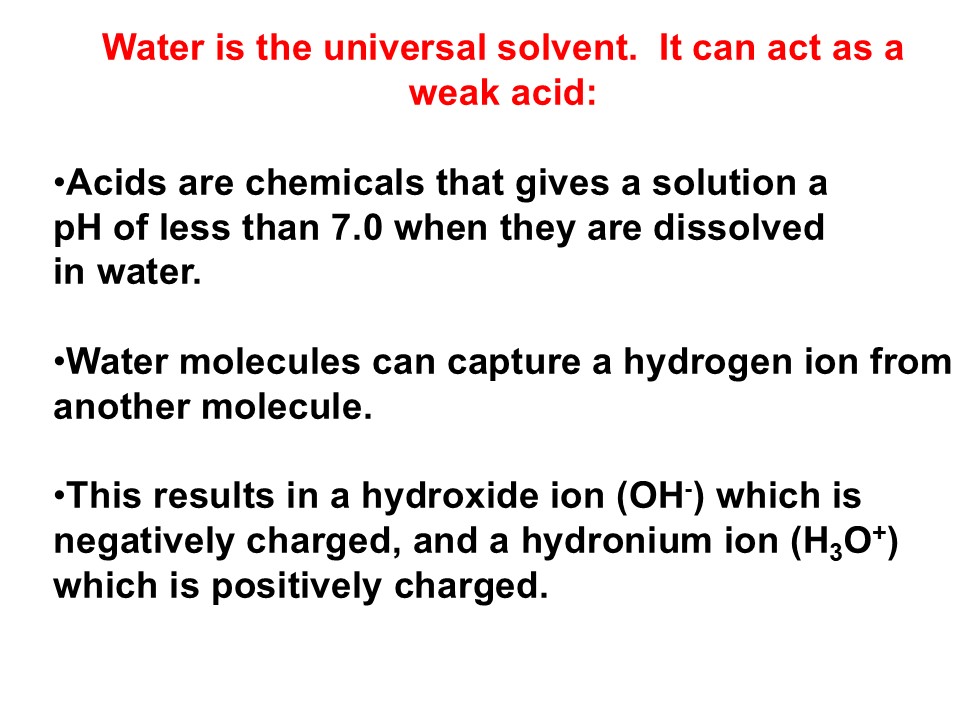 Water is the universal solvent.  It can act as a
weak acid:
•Acids are chemicals that gives a solution a
pH of less than 7.0 when they are dissolved
in water.
•Water molecules can capture a hydrogen ion from
another molecule.
•This results in a hydroxide ion (OH⁻) which is
negatively charged, and a hydronium ion (H₃O⁺)
which is positively charged.